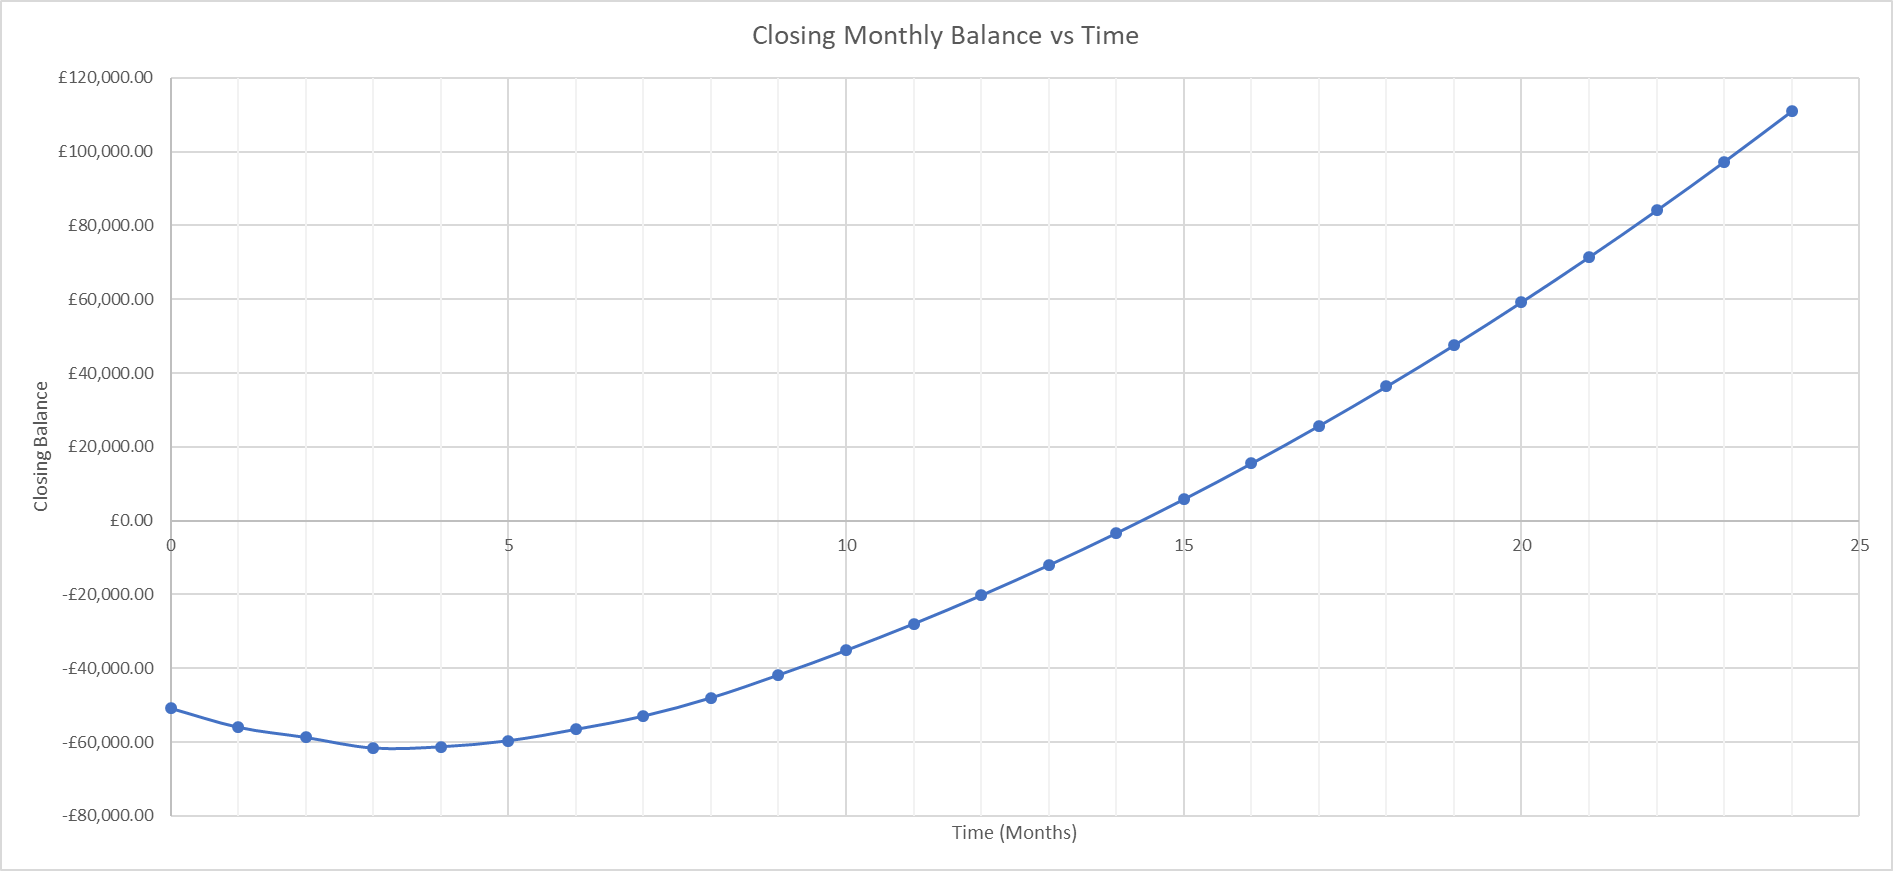 Closing Monthly Balance vs Time
£120,000.00
£100,000.00
£80,000.00
£60,000.00
£40,000.00
£20,000.00
£0.00
-£20,000.00
-£40,000.00
-£60,000.00
-£80,000.00
Closing Balance
0 5 10 15 20 25
Time (Months)